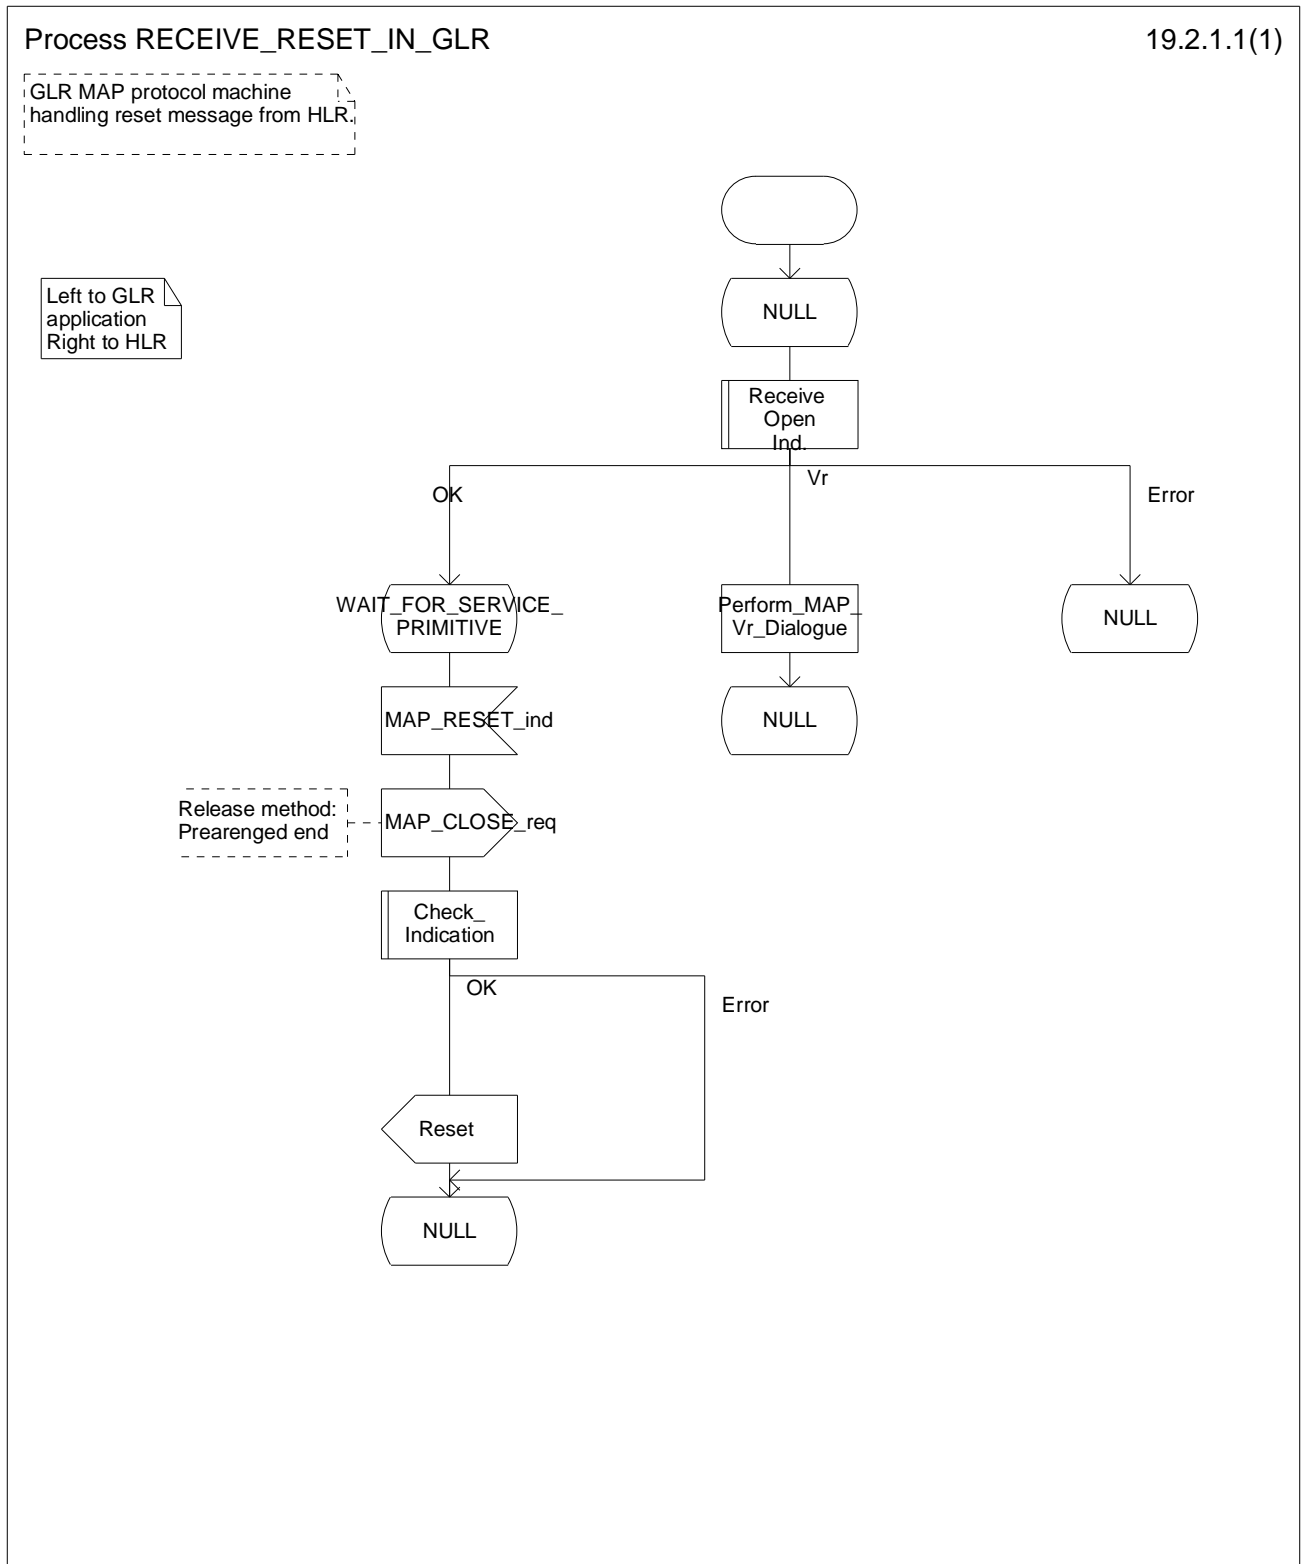 Process RECEIVE_RESET_IN_GLR
19.2.1.1(1)
GLR MAP protocol machine
handling reset message from HLR.
Left to GLR
application
Right to HLR
NULL
Receive
Open
Ind.
OK
Vr
Error
WAIT_FOR_SERVICE_
PRIMITIVE
Perform_MAP_
Vr_Dialogue
NULL
MAP_RESET_ind
NULL
Release method:
Prearenged end
MAP_CLOSE_req
Check_
Indication
OK
Error
Reset
NULL